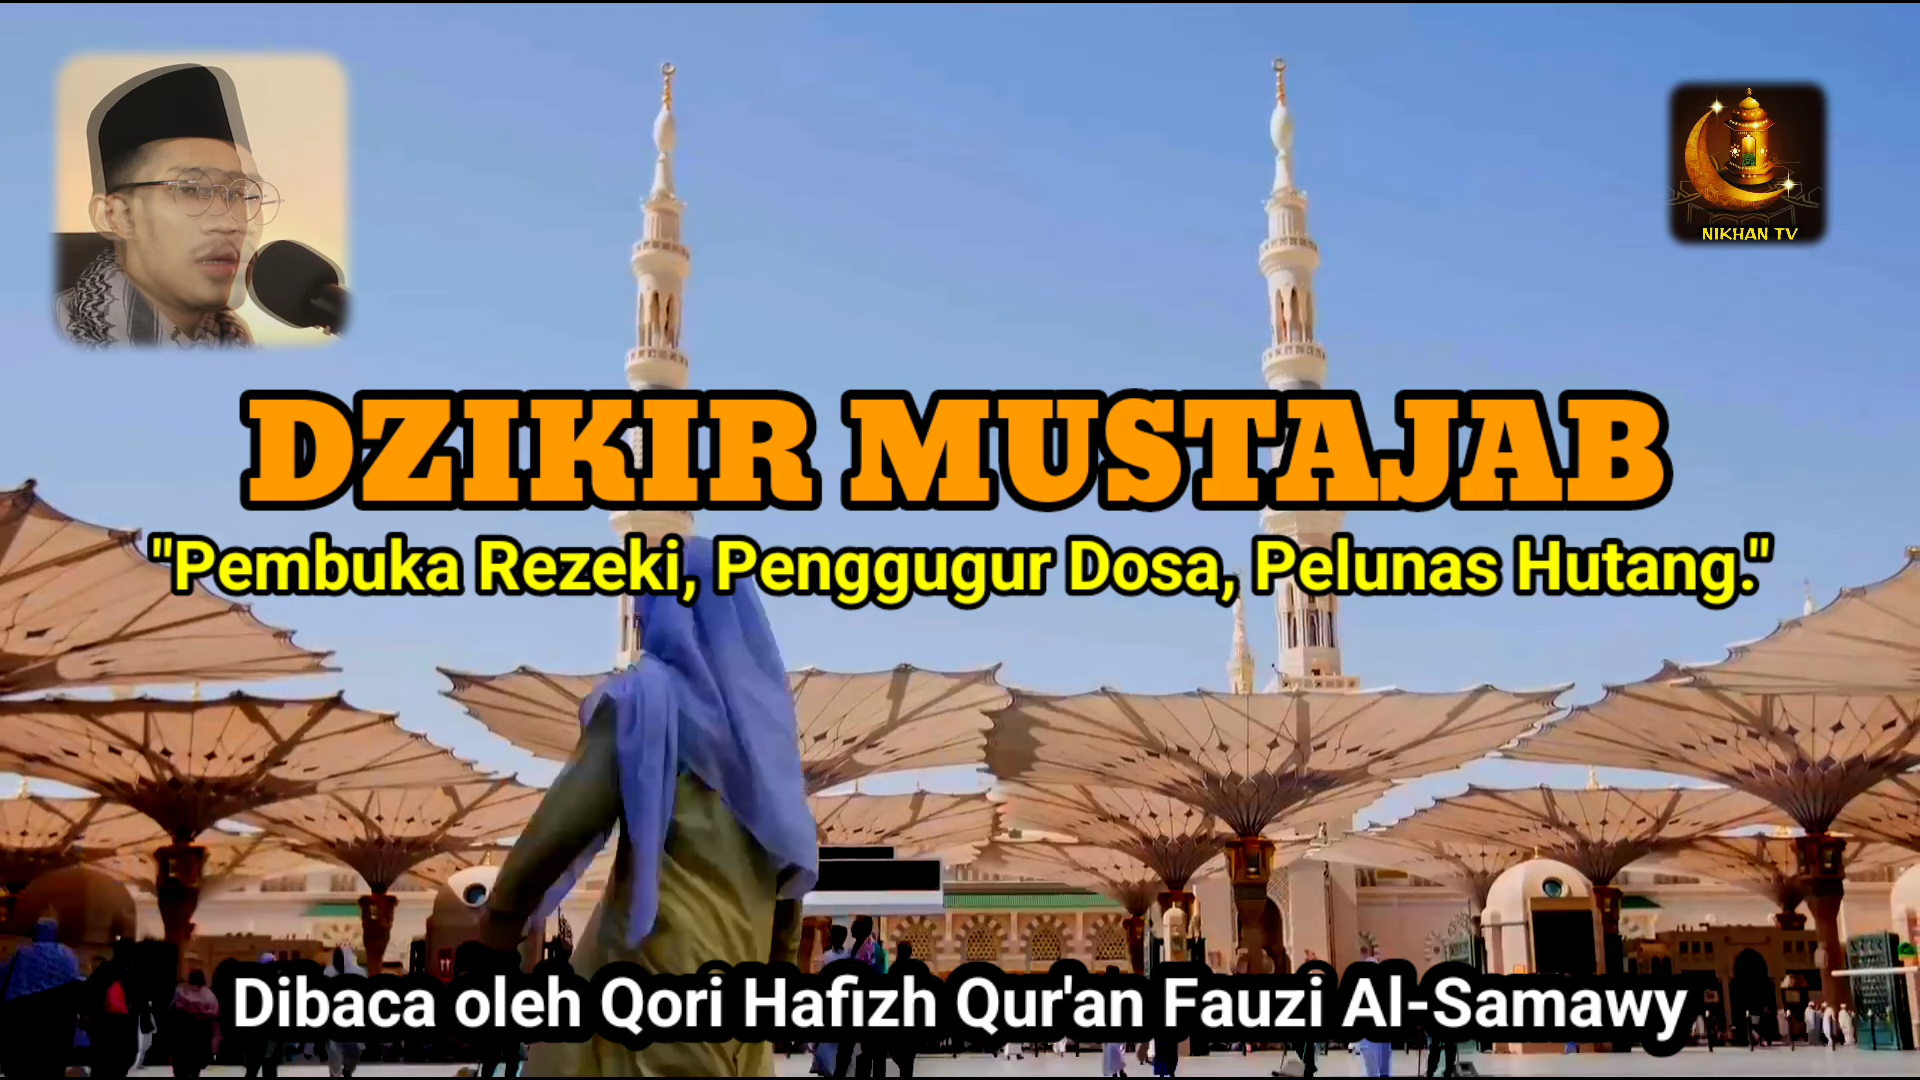 NIKHAN TV
DZIKIR MUSTAJAB
"Pembuka Rezeki, Penggugur Dosa, Pelunas Hutang."
Dibaca oleh Qori Hafizh Qur'an Fauzi Al-Samawy